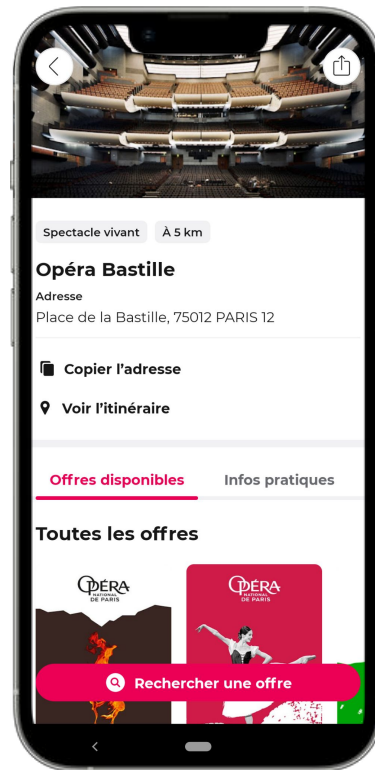 Spectacle vivant À 5 km
Opéra Bastille
Adresse
Place de la Bastille, 75012 PARIS 12
Copier l’adresse
Voir l’itinéraire
Offres disponibles Infos pratiques
Toutes les offres
OPÉRA OPÉRA
NATIONAL NATIONAL
DE PARIS DE PARIS
Rechercher une offre